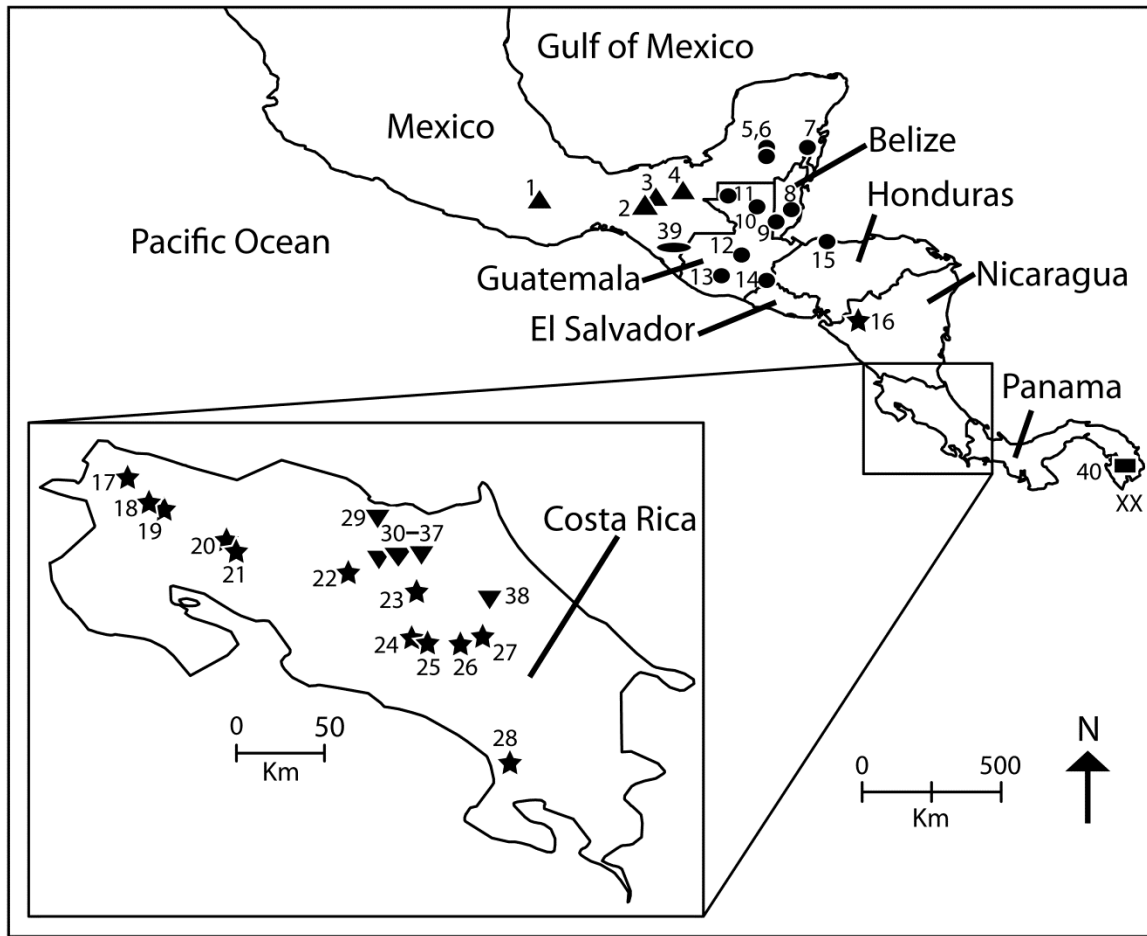 Gulf of Mexico
Mexico
5,6
7
Belize
1
3
4
2
11
8
Honduras
10
9
Pacific Ocean
39
12
15
Guatemala
13
14
Nicaragua
El Salvador
16
Panama
40
XX
17
18
19
29
30–37
Costa Rica
20
21
22
23
38
24
25
26
27
0 50
Km
28
N
0 500
Km